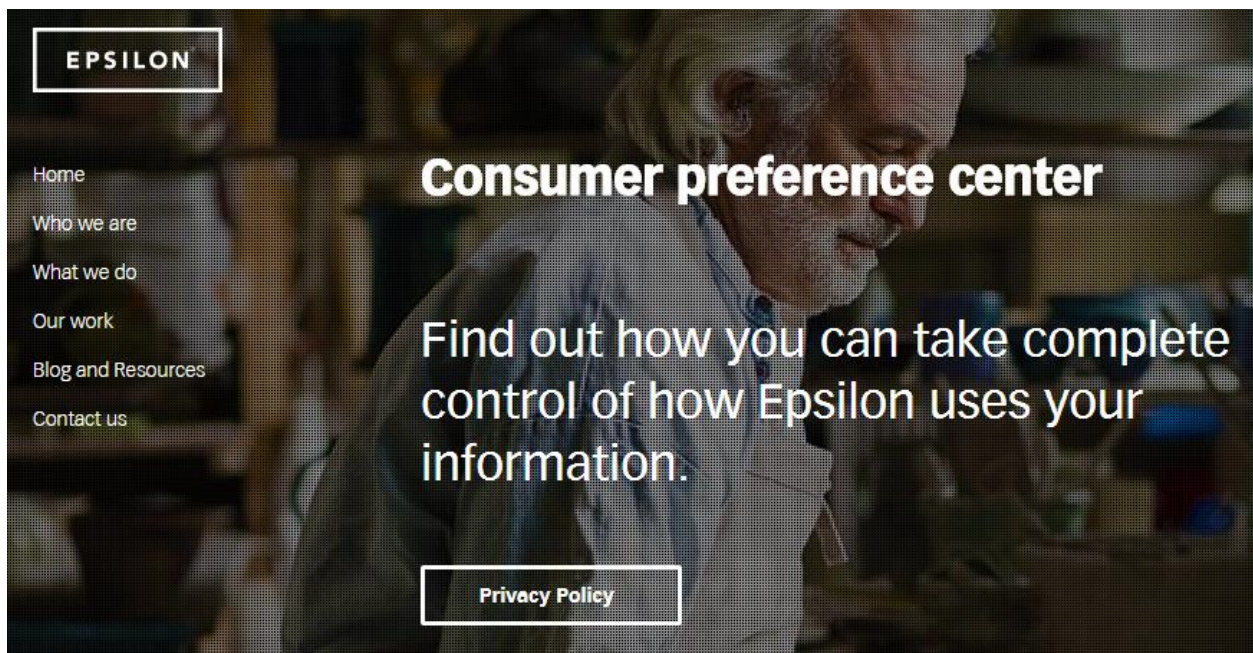 EPSILON
Home
Who we are
What we do
Our work
Blog and Resources
Contact us
Consumer preference center
Find out how you can take complete
control of how Epsilon uses your
information.
Privacy Policy